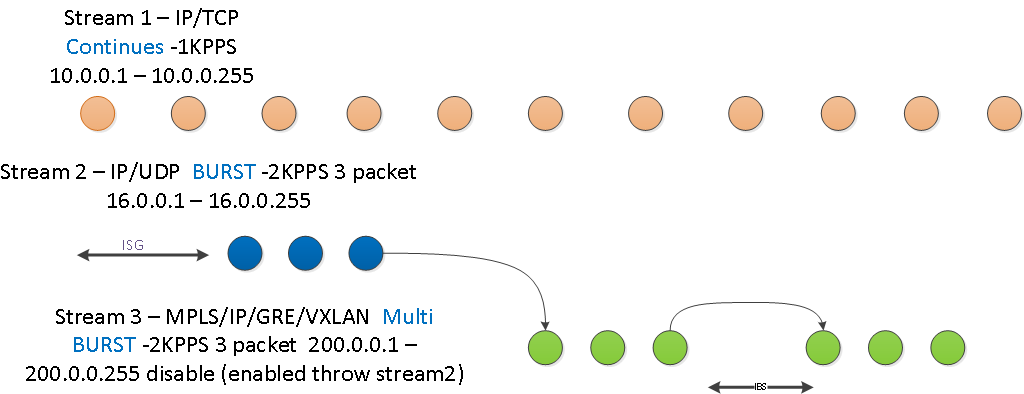 Stream 1 – IP/TCP
Continues -1KPPS
10.0.0.1 – 10.0.0.255
Stream 2 – IP/UDP BURST -2KPPS 3 packet
16.0.0.1 – 16.0.0.255
ISG
Stream 3 – MPLS/IP/GRE/VXLAN Multi
BURST -2KPPS 3 packet 200.0.0.1 –
200.0.0.255 disable (enabled throw stream2)
IBS